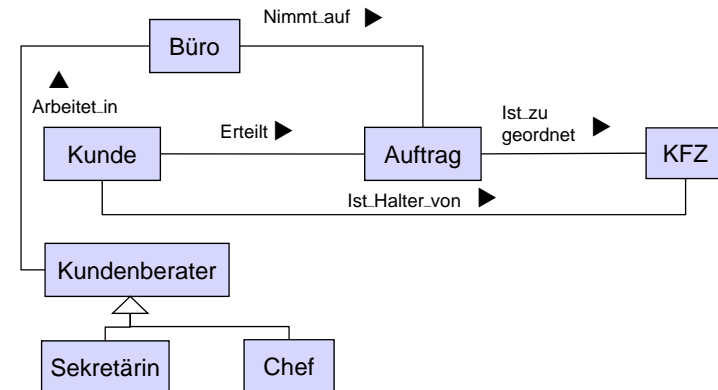 Nimmt_auf
Büro
Arbeitet_in
Erteilt
Ist_zu
geordnet
Kunde
Auftrag
KFZ
Ist_Halter_von
Kundenberater
Sekretärin
Chef